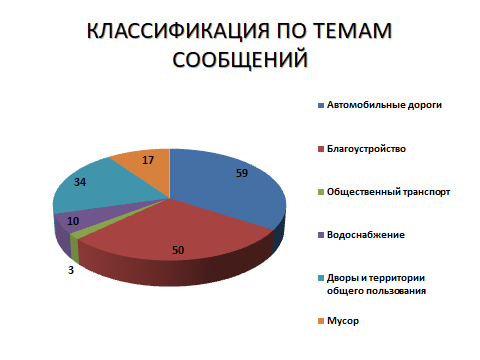 КЛАССИФИКАЦИЯ ПО ТЕМАМ
СООБЩЕНИЙ
Автомобильные дороги
Благоустройство
Общественный транспорт
Водоснабжение
Дворы и территории
общего пользования
Мусор
17
59
34
10
50
3